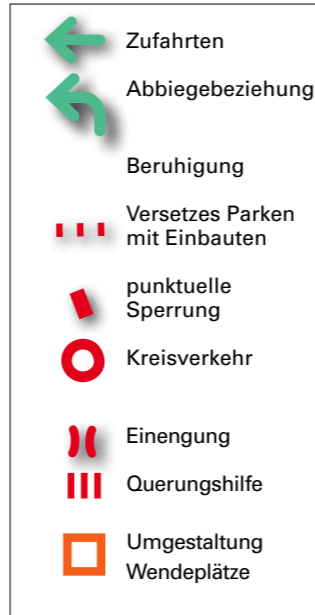 Zufahrten
Abbiegebeziehung
Beruhigung
Versetzes Parken
mit Einbauten
punktuelle
Sperrung
Kreisverkehr
Einengung
Querungshilfe
Umgestaltung
Wendeplätze